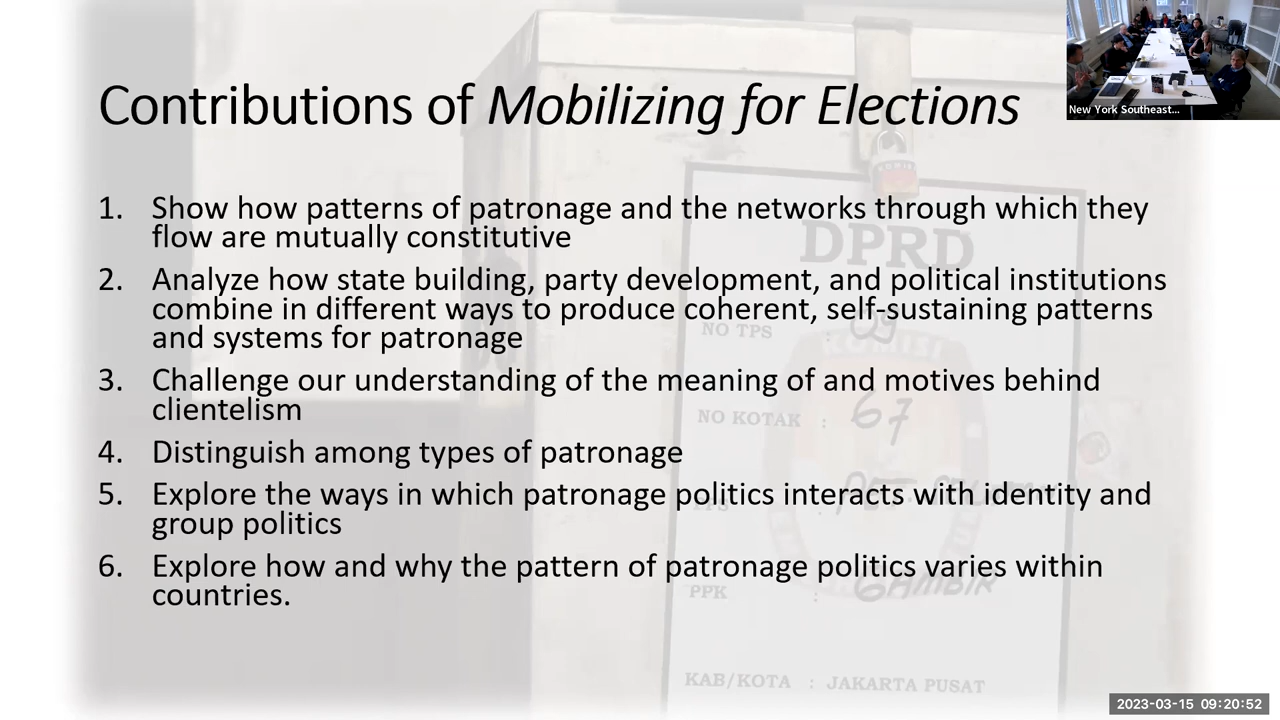 Contributions of Mobilizing for Elections
New York Southeast...
1. Show how patterns of patronage and the networks through which they
flow are mutually constitutive
2. Analyze how state building, party development, and political institutions
combine in different ways to produce coherent, self-sustaining patterns
and systems for patronage
3. Challenge our understanding of the meaning of and motives behind
clientelism
4. Distinguish among types of patronage
5. Explore the ways in which patronage politics interacts with identity and
group politics
6. Explore how and why the pattern of patronage politics varies within
countries.
DPRD
NO TPS : 09
KOMISI
NO KOTAK : 67
PPK : GAMBIR
KAB/KOTA : JAKARTA PUSAT
2023-03-15 09:20:52